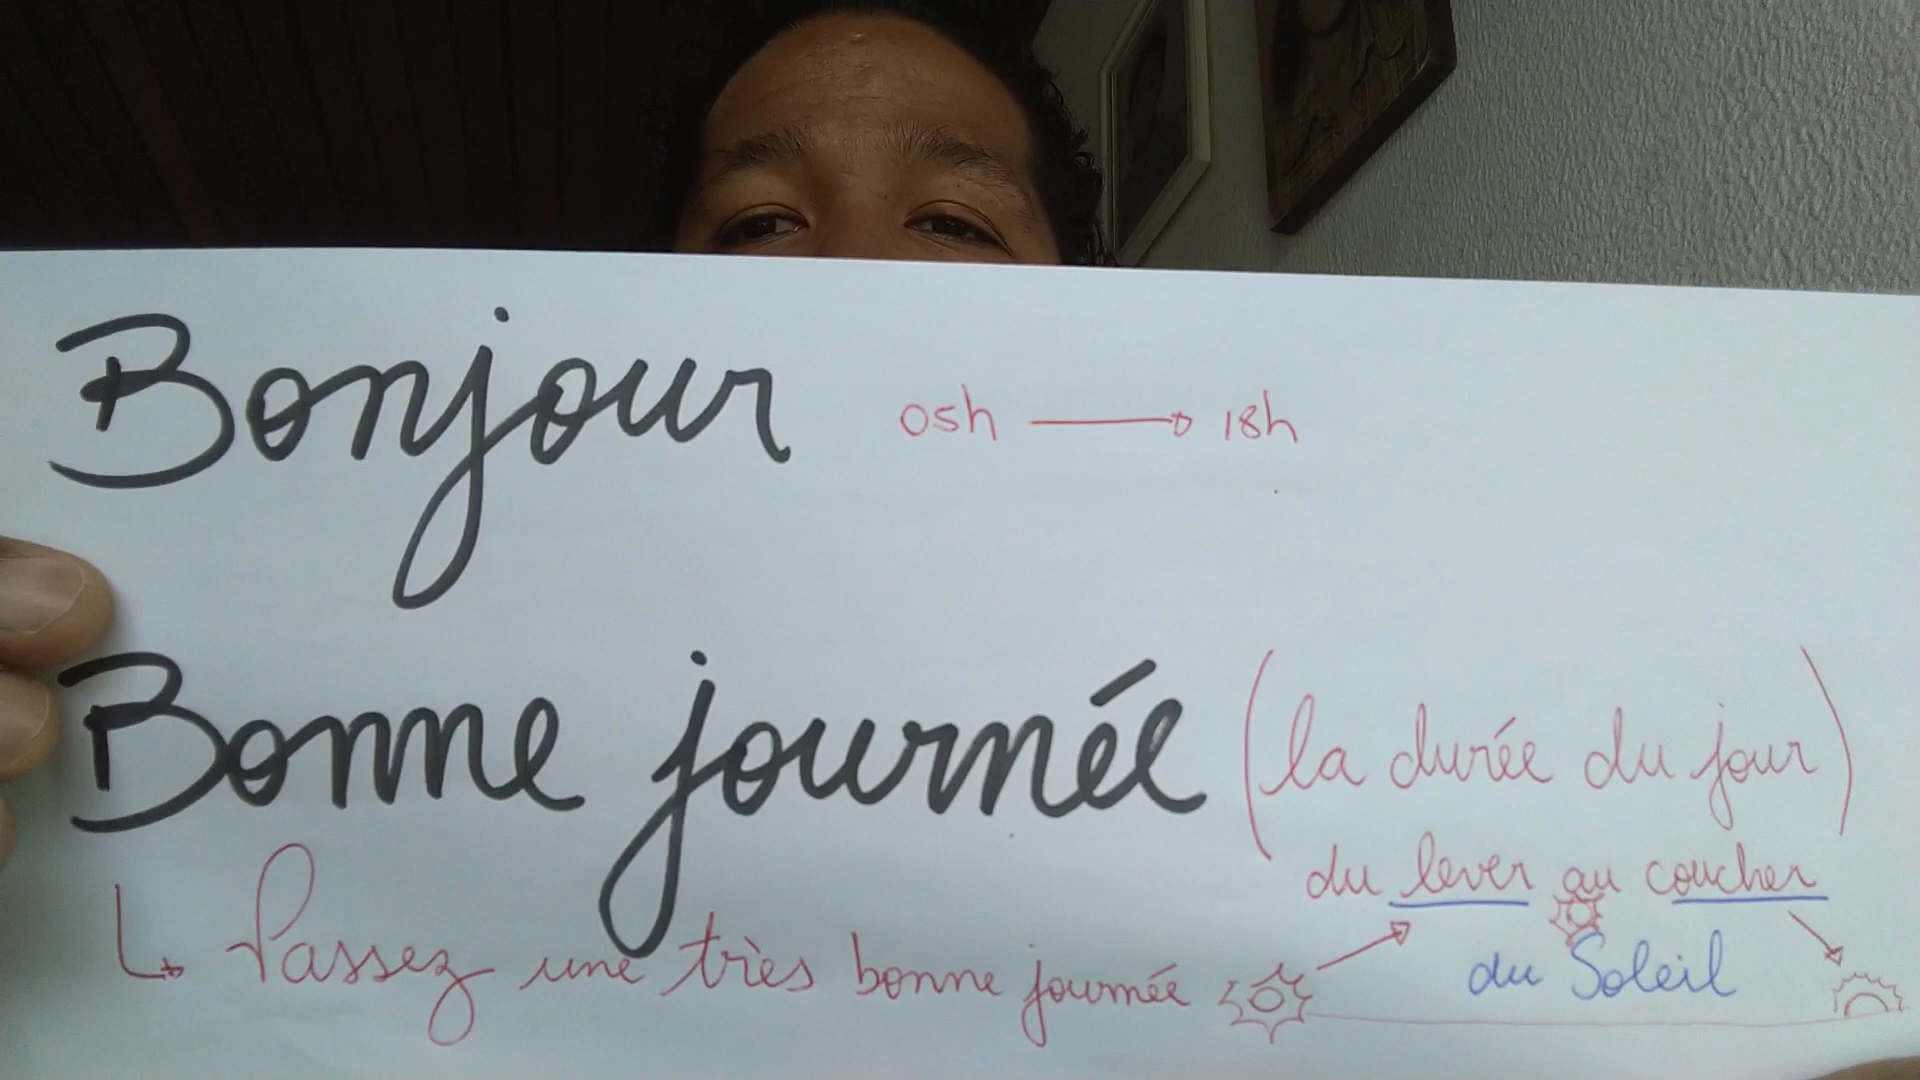 Bonjour 05h → 18h
Bonne journée (la durée du jour)
du lever au coucher
du Soleil
↳ Passez une très bonne journée